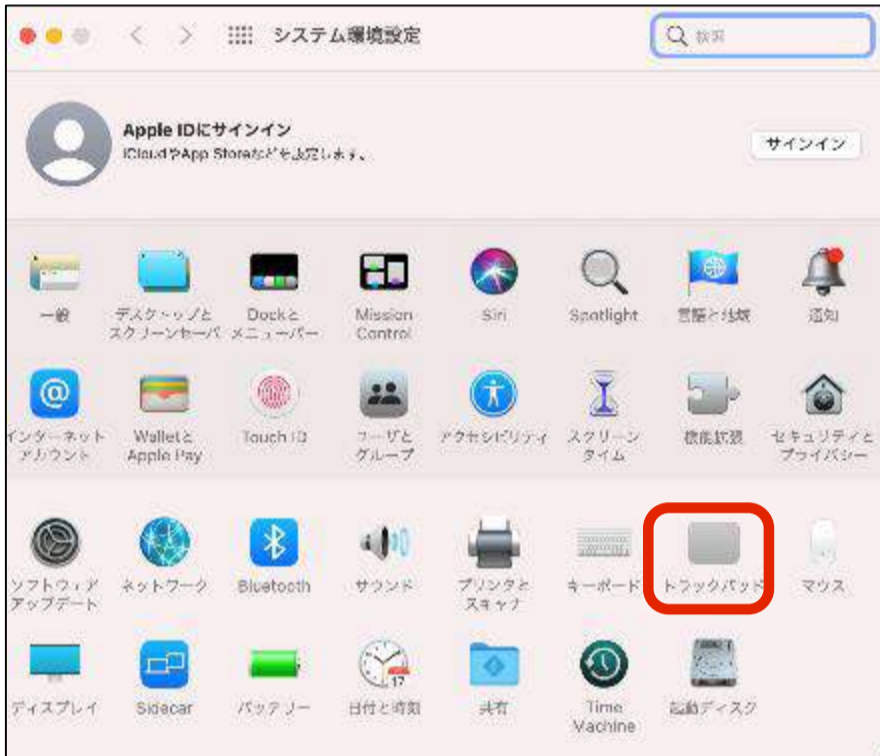 システム環境設定
検索
Apple IDにサインイン
iCloudやApp Storeなどを設定します。
サインイン
一般
デスクトップと
スクリーンセーバ
Dockと
メニューバー
Mission
Control
Siri
Spotlight
言語と地域
通知
インターネット
アカウント
Walletと
Apple Pay
Touch ID
ユーザと
グループ
アクセシビリティ
スクリーン
タイム
機能拡張
セキュリティと
プライバシー
ソフトウェア
アップデート
ネットワーク
Bluetooth
サウンド
プリンタと
スキャナ
キーボード
トラックパッド
マウス
ディスプレイ
Sidecar
バッテリー
17
日付と時刻
共有
Time
Machine
起動ディスク